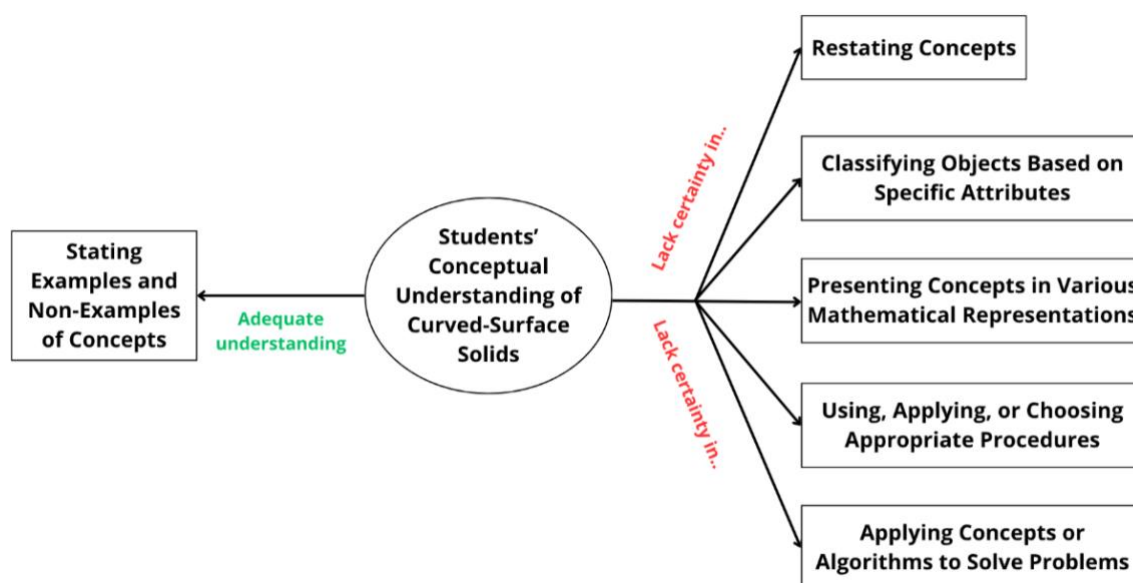 Stating
Examples and
Non-Examples
of Concepts
Adequate
understanding
Students’
Conceptual
Understanding of
Curved-Surface
Solids
Lack certainty in..
Lack certainty in..
Restating Concepts
Classifying Objects Based on
Specific Attributes
Presenting Concepts in Various
Mathematical Representations
Using, Applying, or Choosing
Appropriate Procedures
Applying Concepts or
Algorithms to Solve Problems